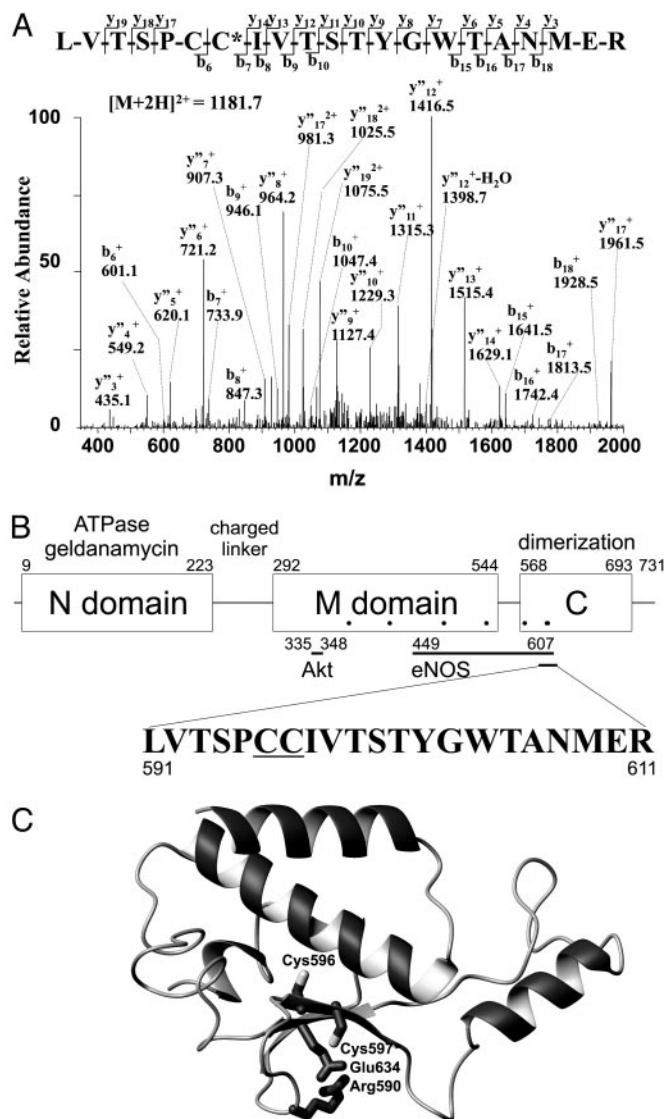 A
y19 y18 y17 y14 y13 y12 y11 y10 y9 y8 y7 y6 y5 y4 y3
L-V-T-S-P-C-C*-I-V-T-S-T-Y-G-W-T-A-N-M-E-R
b6 b7 b8 b9 b10 b15 b16 b17 b18
[M+2H]2+ = 1181.7
y"12+
1416.5
y"18 2+
1025.5
y"17 2+
981.3
y"19 2+
1075.5
y"7+
907.3
b9+
946.1
y"8+
964.2
y"12+-H2O
1398.7
y"11+
1315.3
y"17+
1961.5
b6+
601.1
y"6+
721.2
b10+
1047.4
y"10+
1229.3
y"13+
1515.4
b18+
1928.5
y"5+
620.1
b7+
733.9
y"9+
1127.4
y"14+
1629.1
b15+
1641.5
y"4+
549.2
b17+
1813.5
y"3+
435.1
b8+
847.3
b16+
1742.4
100
50
0
Relative Abundance
400 600 800 1000 1200 1400 1600 1800 2000
m/z
B
ATPase
geldanamycin
charged
linker
dimerization
9 223 292 544 568 693 731
N domain M domain C
335 348 449 607
Akt eNOS
LVTSPCCIVTSTYGWTANMER
591 611
C
Cys596
Cys597
Glu634
Arg590